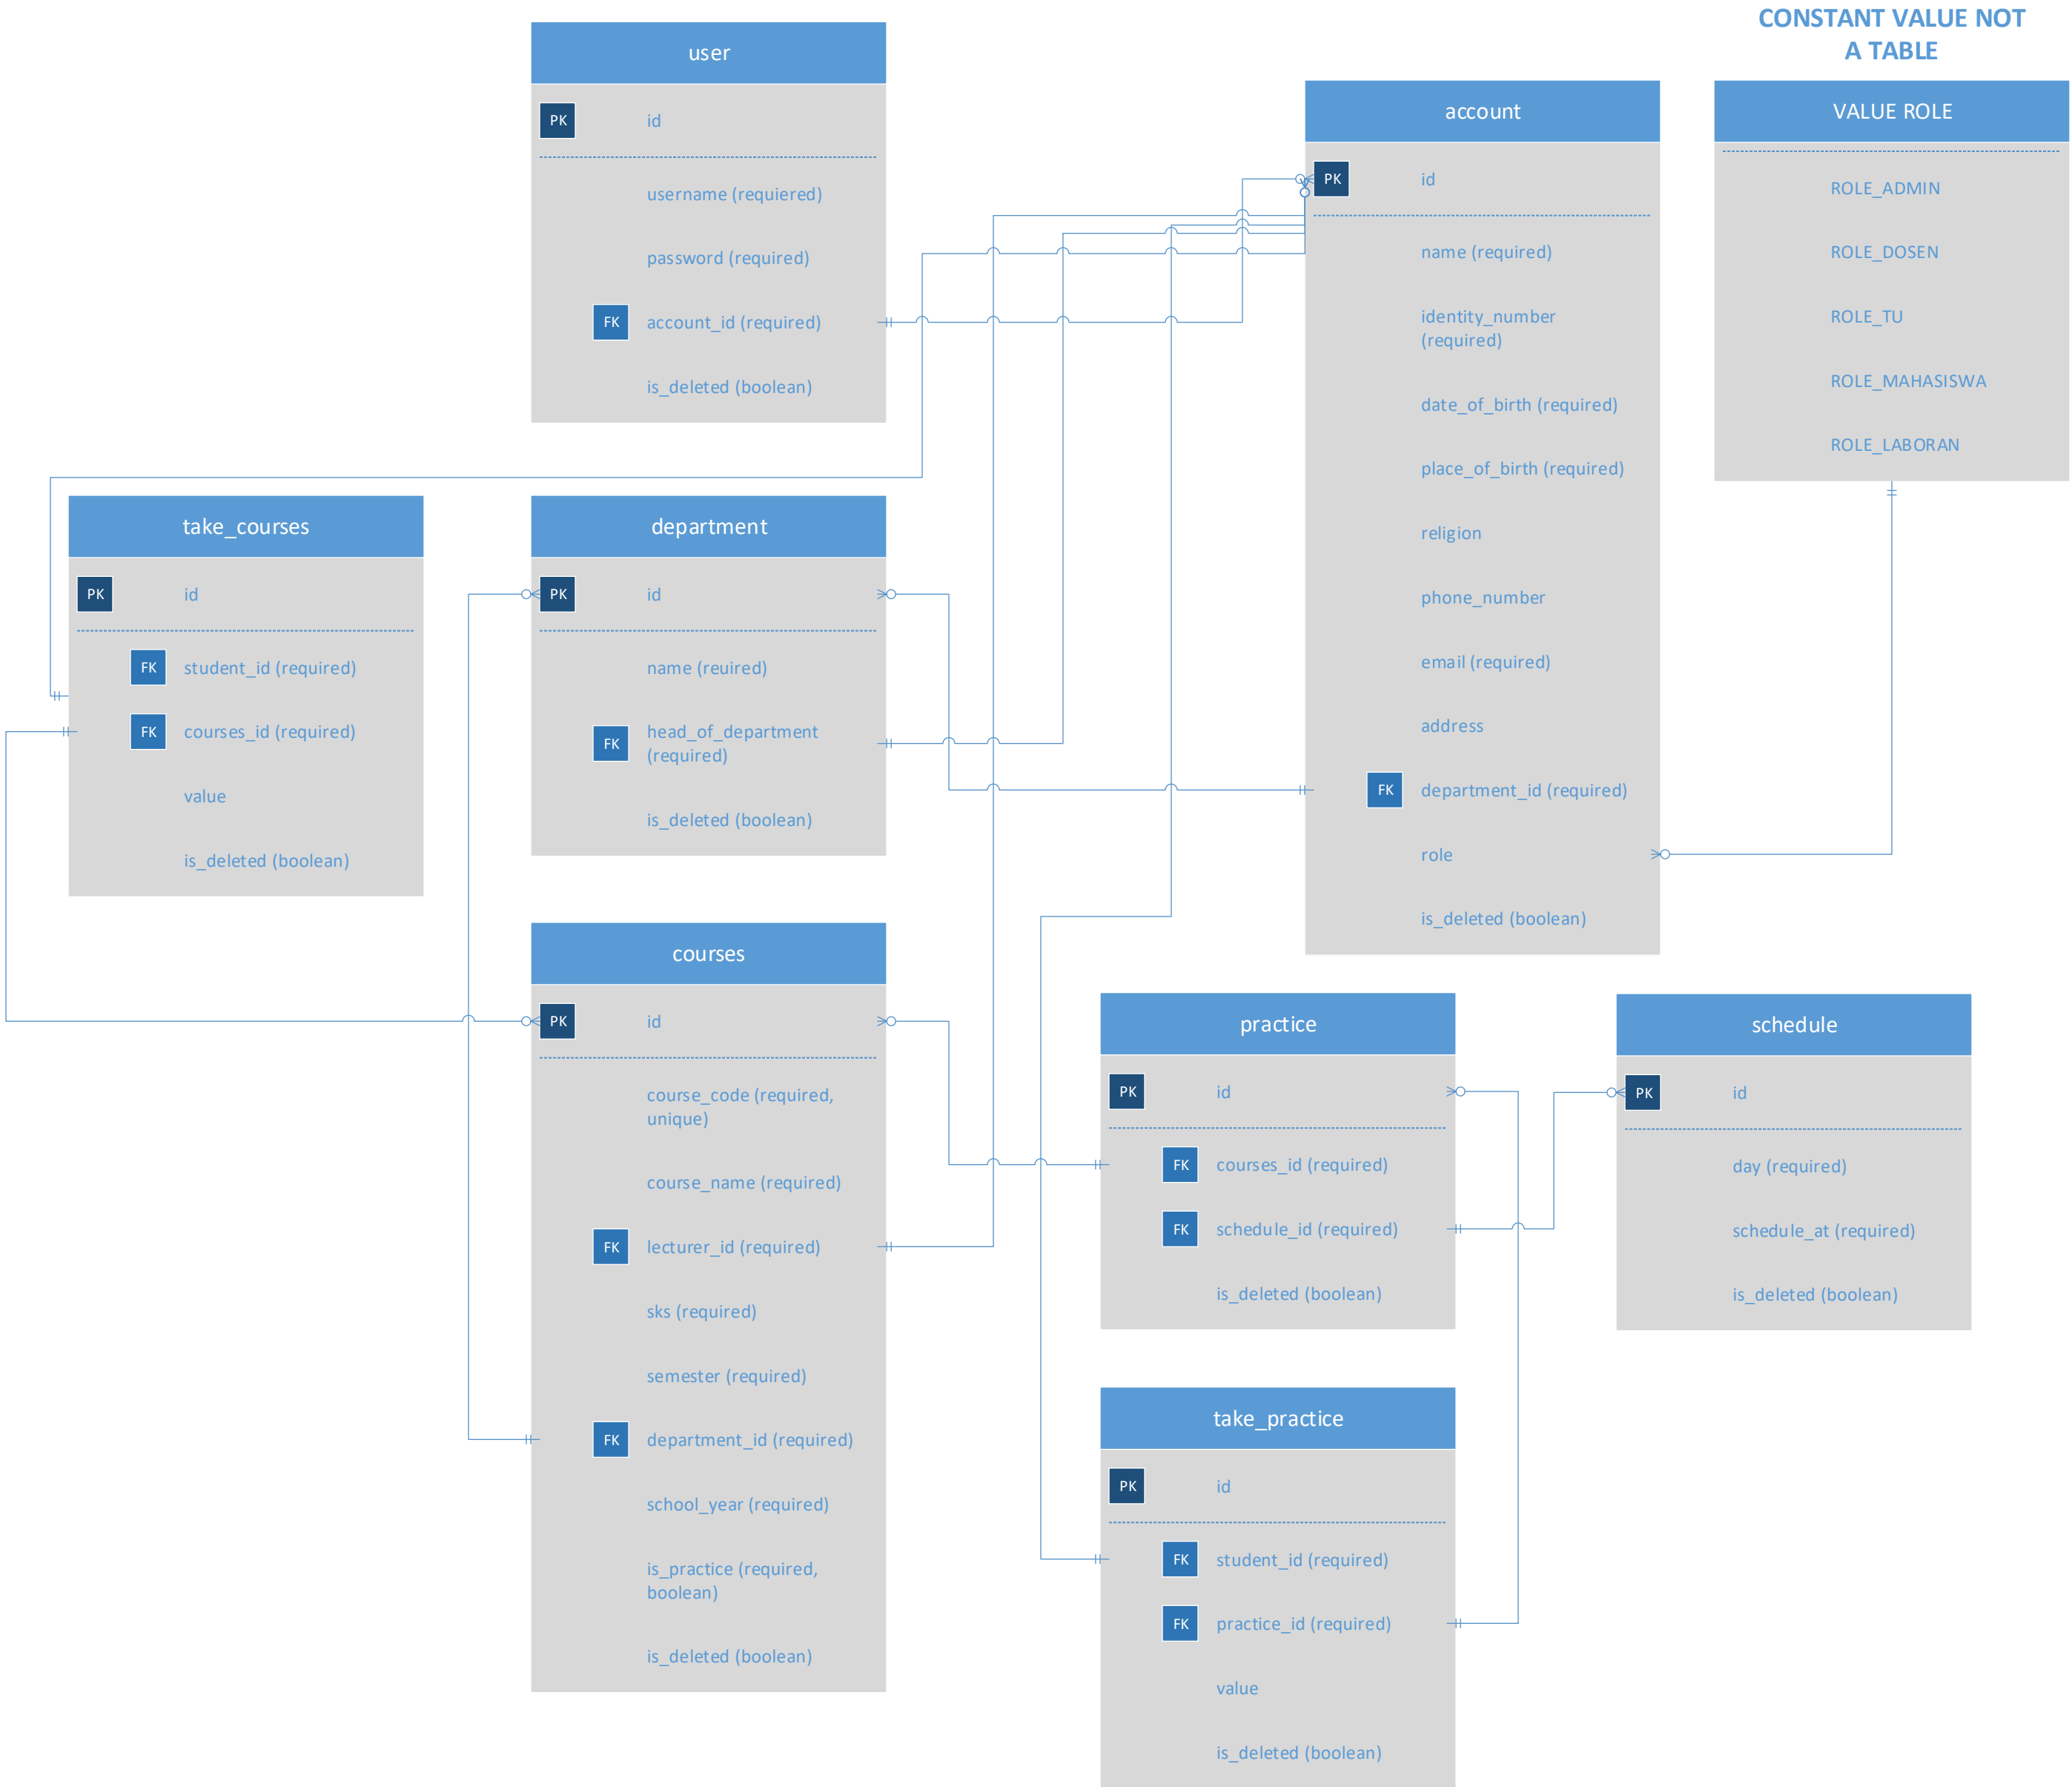 CONSTANT VALUE NOT
A TABLE
user
PK
id
username (requiered)
password (required)
FK
account_id (required)
is_deleted (boolean)
account
PK
id
name (required)
identity_number
(required)
date_of_birth (required)
place_of_birth (required)
religion
phone_number
email (required)
address
FK
department_id (required)
role
is_deleted (boolean)
VALUE ROLE
ROLE_ADMIN
ROLE_DOSEN
ROLE_TU
ROLE_MAHASISWA
ROLE_LABORAN
take_courses
PK
id
FK
student_id (required)
FK
courses_id (required)
value
is_deleted (boolean)
department
PK
id
name (reuired)
FK
head_of_department
(required)
is_deleted (boolean)
courses
PK
id
course_code (required,
unique)
course_name (required)
FK
lecturer_id (required)
sks (required)
semester (required)
FK
department_id (required)
school_year (required)
is_practice (required,
boolean)
is_deleted (boolean)
practice
PK
id
FK
courses_id (required)
FK
schedule_id (required)
is_deleted (boolean)
schedule
PK
id
day (required)
schedule_at (required)
is_deleted (boolean)
take_practice
PK
id
FK
student_id (required)
FK
practice_id (required)
value
is_deleted (boolean)